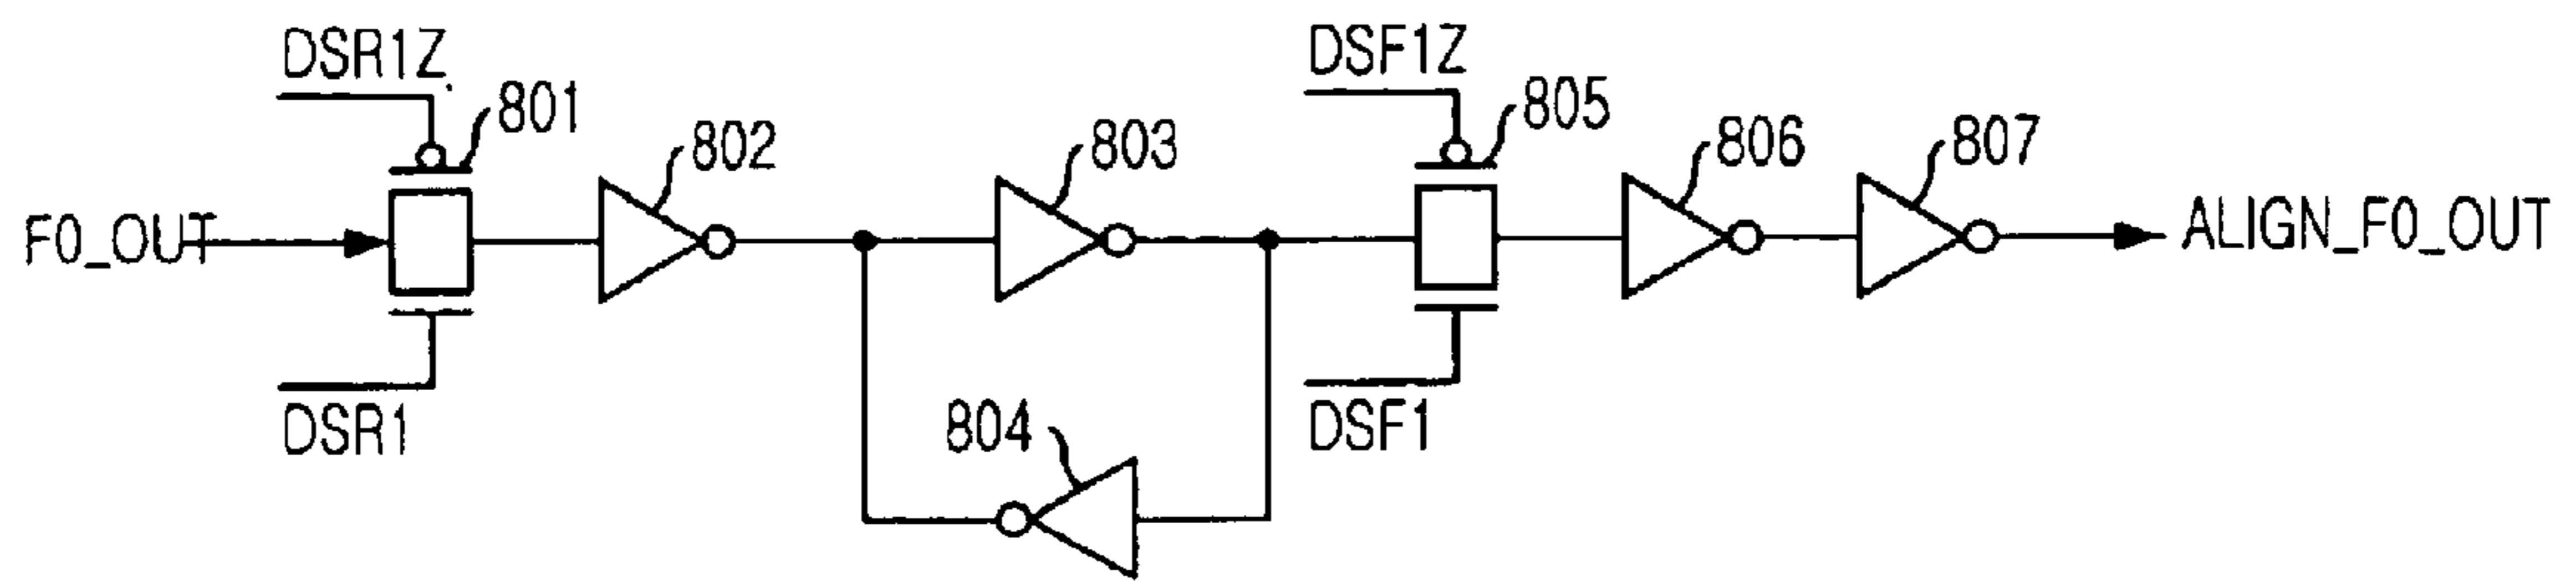 DSR1Z
801
802
803
DSF1Z
805
806
807
F0_OUT
ALIGN_F0_OUT
DSR1
804
DSF1